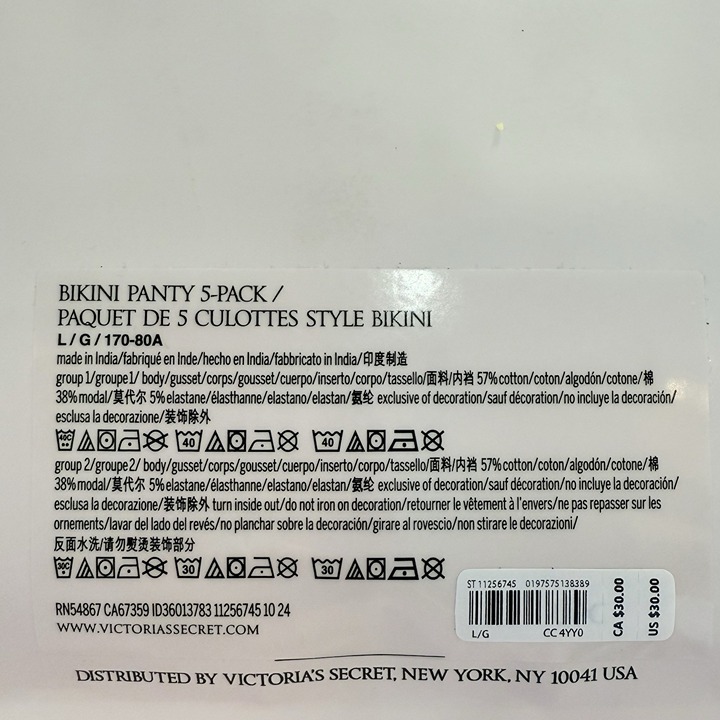 BIKINI PANTY 5-PACK /
PAQUET DE 5 CULOTTES STYLE BIKINI
L / G / 170-80A
made in India/fabriqué en Inde/hecho en India/fabbricato in India/印度制造
group 1/groupe1/ body/gusset/corps/gousset/cuerpo/inserto/corpo/tassello/面料/内裆 57%cotton/coton/algodón/cotone/棉
38%modal/莫代尔 5%elastane/élasthanne/elastano/elastan/氨纶 exclusive of decoration/sauf décoration/no incluye la decoración/
esclusa la decorazione/装饰除外
40C 40 40
group 2/groupe2/ body/gusset/corps/gousset/cuerpo/inserto/corpo/tassello/面料/内裆 57%cotton/coton/algodón/cotone/棉
38%modal/莫代尔 5%elastane/élasthanne/elastano/elastan/氨纶 exclusive of decoration/sauf décoration/no incluye la decoración/
esclusa la decorazione/装饰除外 turn inside out/do not iron on decoration/retourner le vêtement à l'envers/ne pas repasser sur les
ornements/lavar del lado del revés/no planchar sobre la decoración/girare al rovescio/non stirare le decorazioni/
反面水洗/请勿熨烫装饰部分
30C 30 30
RN54867 CA67359 ID36013783 11256745 10 24
WWW.VICTORIASSECRET.COM
ST 11256745 0197575138389
L/G CC 4YY0
CA $30.00
US $30.00
DISTRIBUTED BY VICTORIA'S SECRET, NEW YORK, NY 10041 USA